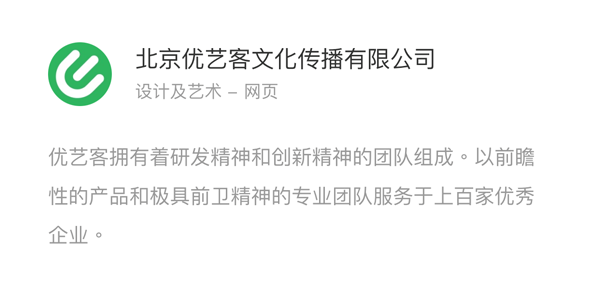 北京优艺客文化传播有限公司
设计及艺术 – 网页
优艺客拥有着研发精神和创新精神的团队组成。以前瞻
性的产品和极具前卫精神的专业团队服务于上百家优秀
企业。